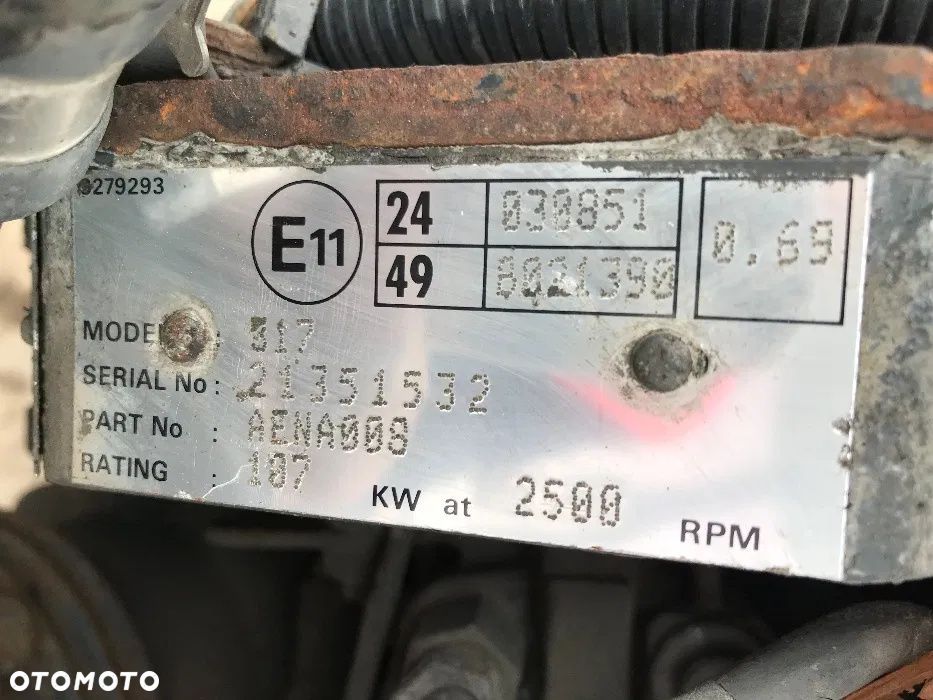 279293
E11
24 030851
49 8021390
0.69
MODEL : 317
SERIAL No : 21351532
PART No : AENA008
RATING : 107 KW at 2500 RPM
OTOMOTO